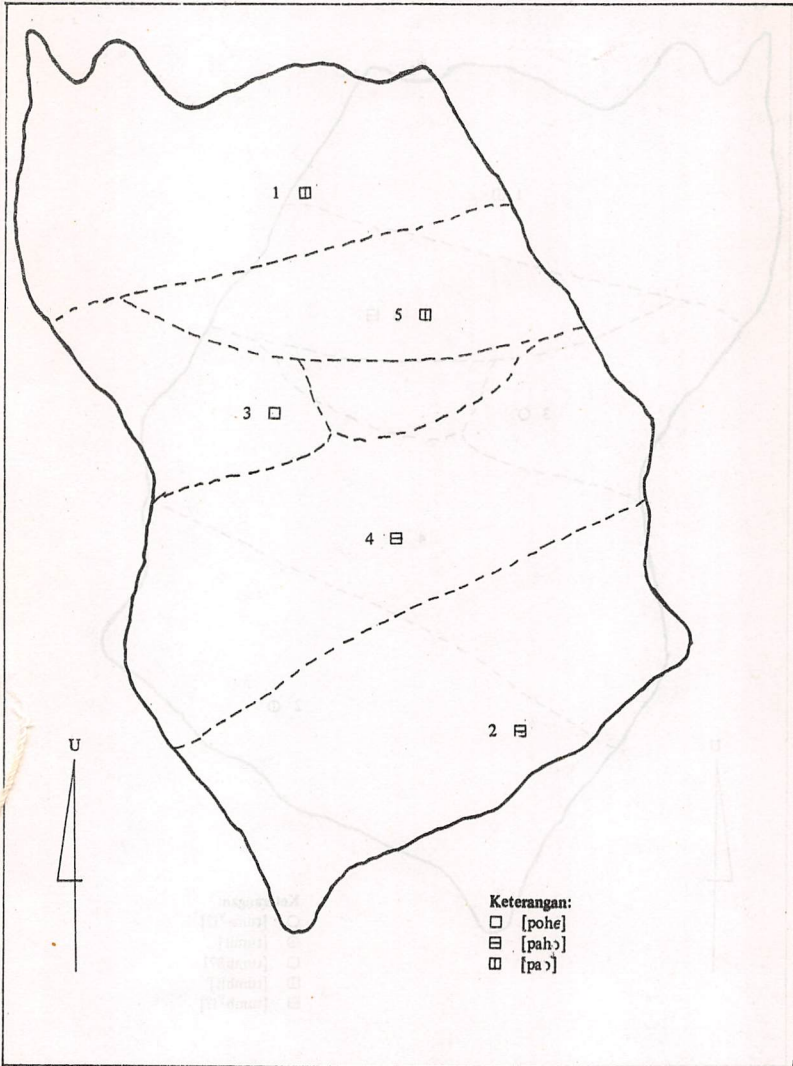 1 ◫
5 ◫
3 □
4 ⊟
2 ⊟
U
Keterangan:
□ [pohe]
⊟ [pahɔ]
◫ [paɔ]